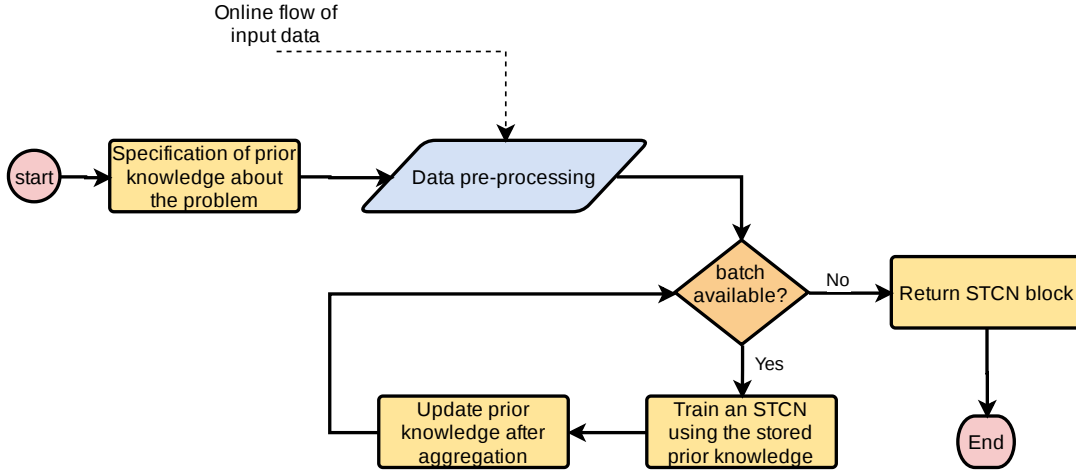 Online flow of
input data
start
Specification of prior
knowledge about
the problem
Data pre-processing
batch
available?
No
Return STCN block
Yes
Update prior
knowledge after
aggregation
Train an STCN
using the stored
prior knowledge
End